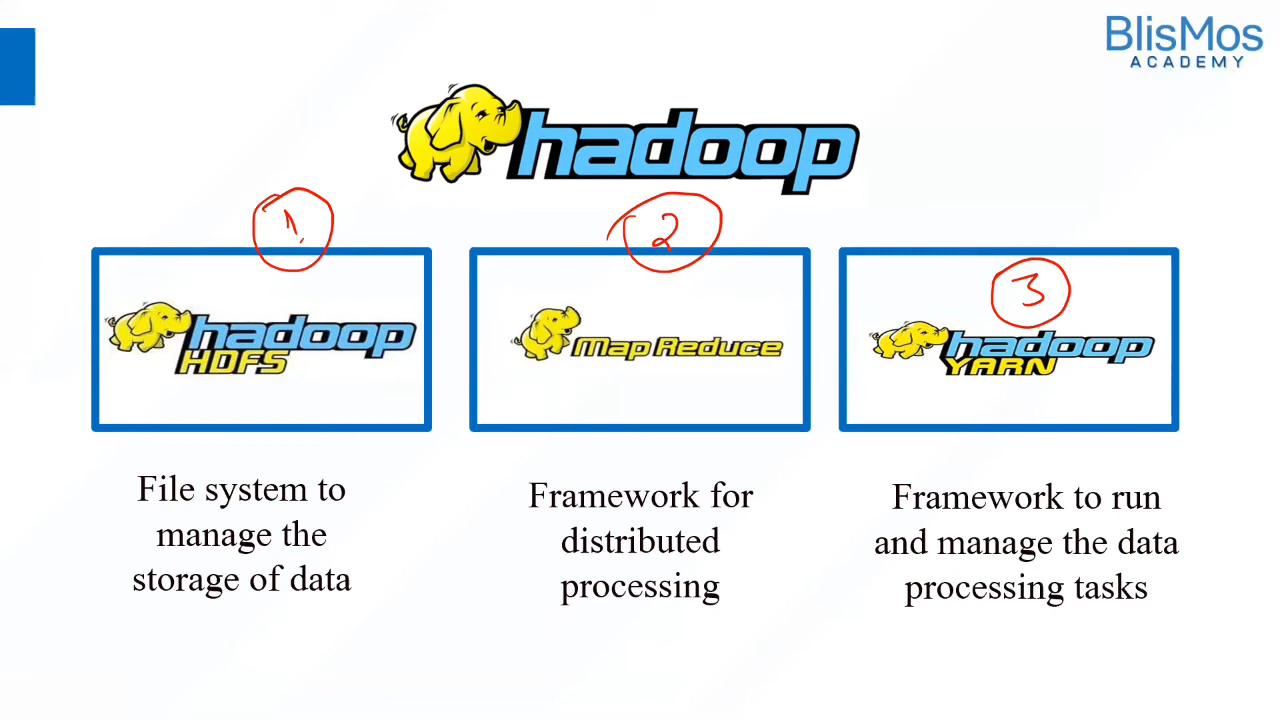 BlisMos
ACADEMY
hadoop
1
2
3
hadoop
HDFS
Map Reduce
hadoop
YARN
File system to
manage the
storage of data
Framework for
distributed
processing
Framework to run
and manage the data
processing tasks